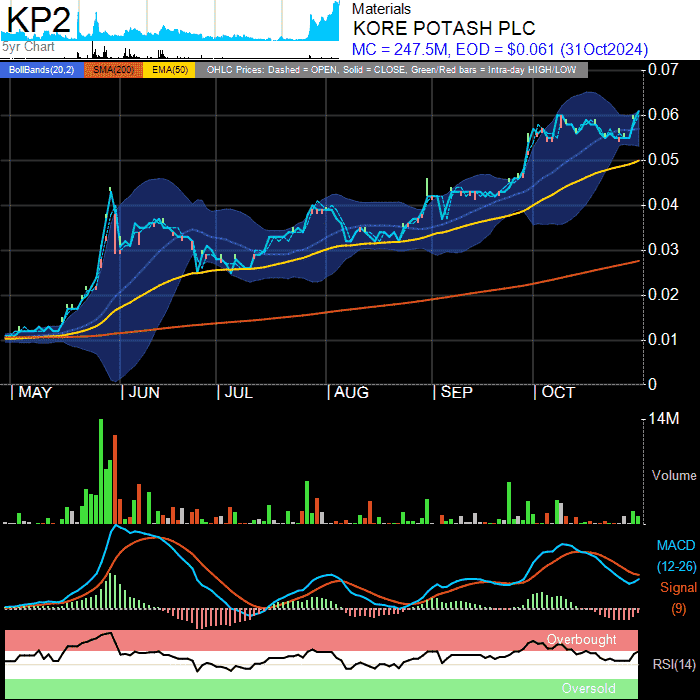 KP2
5yr Chart
Materials
KORE POTASH PLC
MC = 247.5M, EOD = $0.061 (31Oct2024)
BollBands(20,2) SMA(200) EMA(50) OHLC Prices: Dashed = OPEN, Solid = CLOSE, Green/Red bars = Intra-day HIGH/LOW
0.07
0.06
0.05
0.04
0.03
0.02
0.01
0
MAY JUN JUL AUG SEP OCT
14M
Volume
MACD
(12-26)
Signal
(9)
Overbought
RSI(14)
Oversold